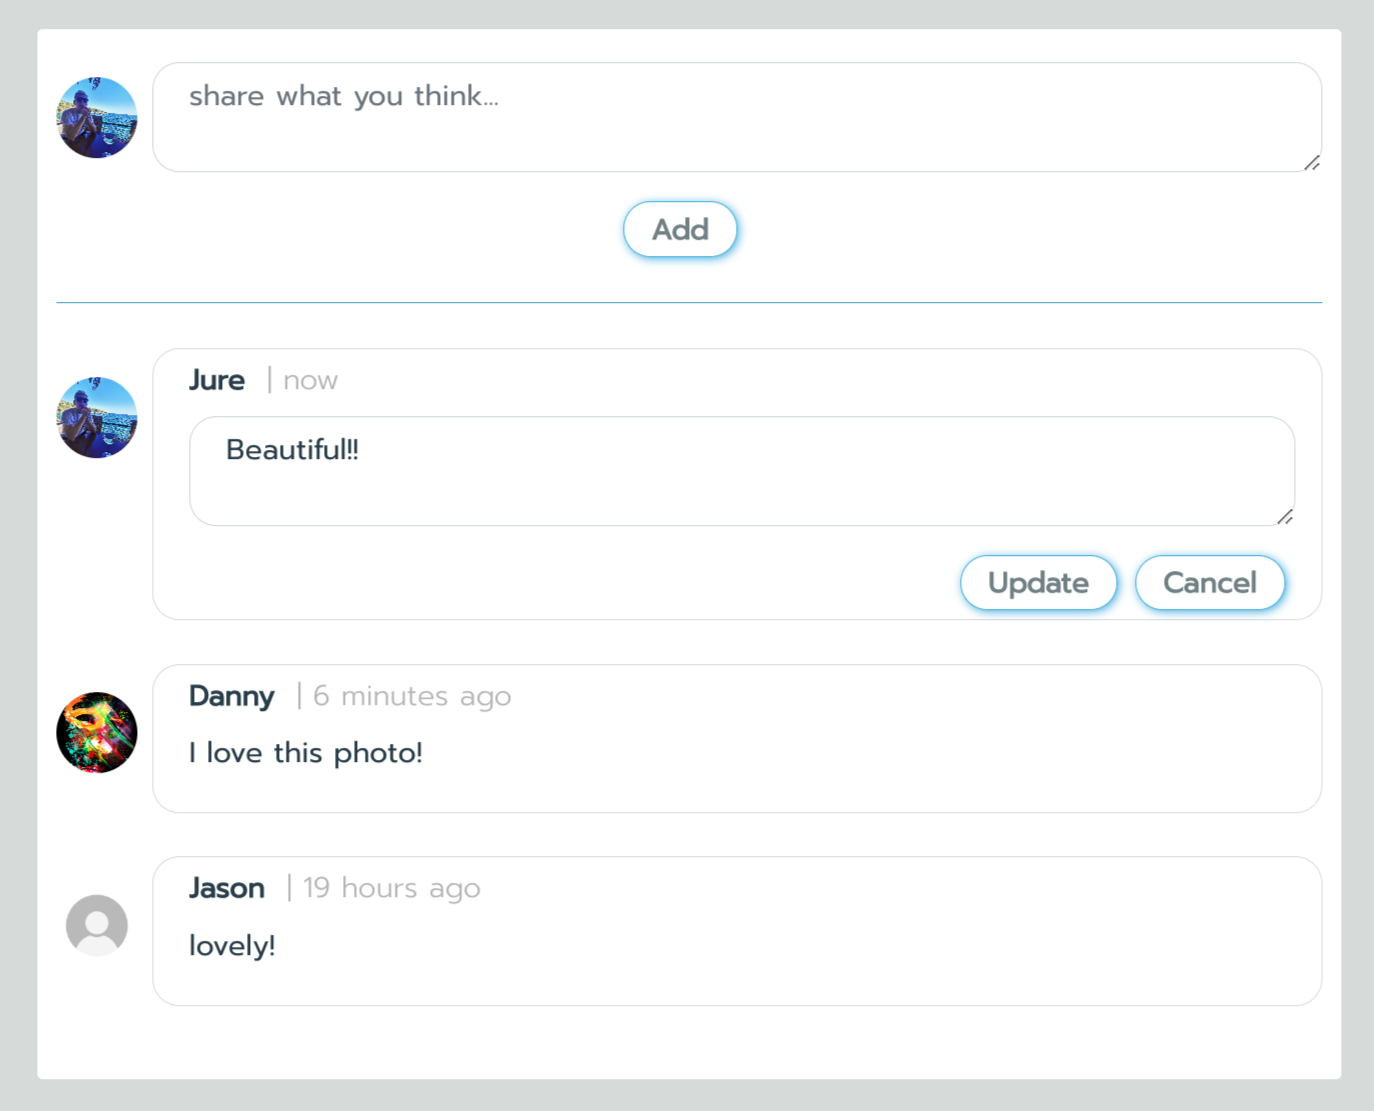 share what you think...
Add
Jure | now
Beautiful!!
Update Cancel
Danny | 6 minutes ago
I love this photo!
Jason | 19 hours ago
lovely!